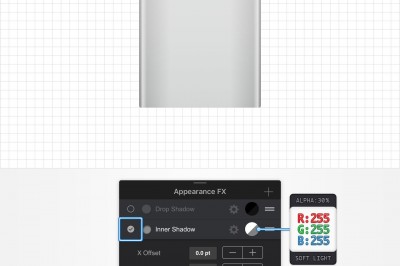 Appearance FX
Drop Shadow
Inner Shadow
X Offset
0.0 pt
ALPHA:30%
R:255
G:255
B:255
SOFT LIGHT